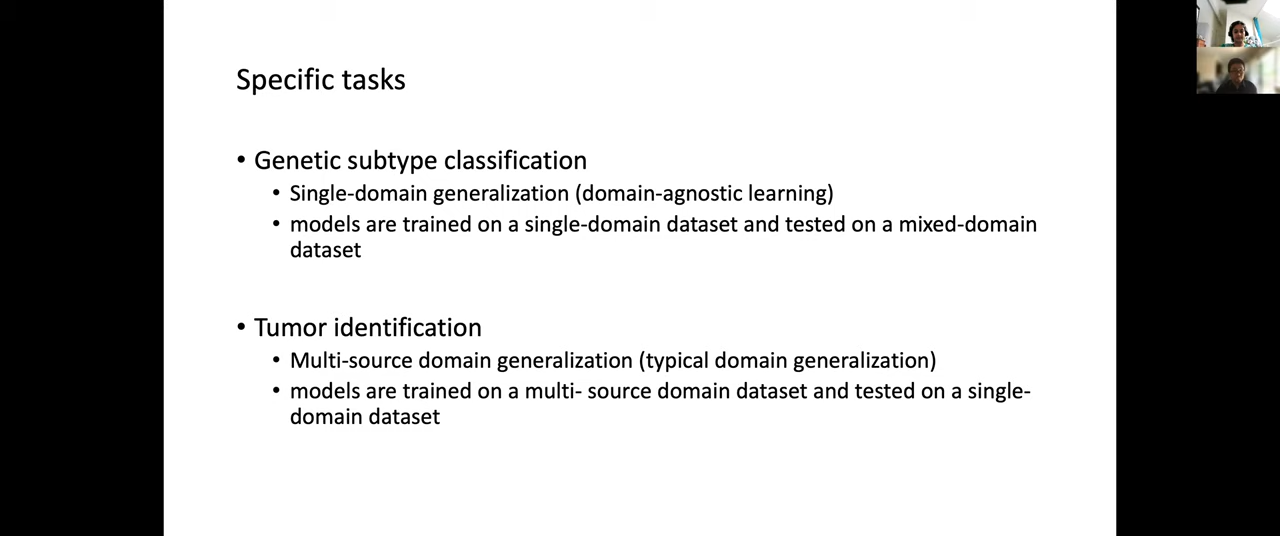 Specific tasks
• Genetic subtype classification
• Single-domain generalization (domain-agnostic learning)
• models are trained on a single-domain dataset and tested on a mixed-domain
dataset
• Tumor identification
• Multi-source domain generalization (typical domain generalization)
• models are trained on a multi- source domain dataset and tested on a single-
domain dataset